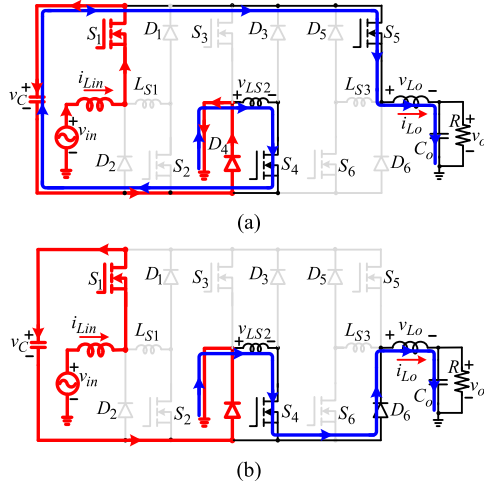 S1
D1
S3
D3
D5
S5
vC
+
−
iLin
LS1
+ vLS2 −
LS3
+ vLo −
iLo
vin
+
−
D4
D2
S2
S4
S6
D6
Co
R
+
vo
−
(a)
S1
D1
S3
D3
D5
S5
vC
+
−
iLin
LS1
+ vLS2 −
LS3
+ vLo −
iLo
vin
+
−
D2
S2
S4
S6
D6
Co
R
+
vo
−
(b)